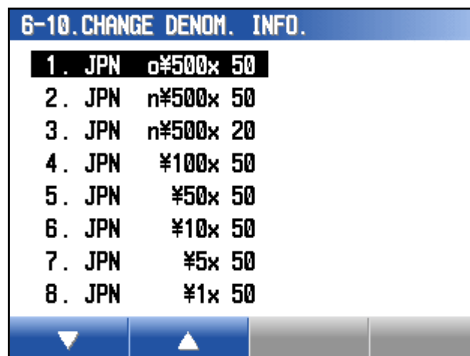 6-10.CHANGE DENOM. INFO.
1. JPN o¥500x 50
2. JPN n¥500x 50
3. JPN n¥500x 20
4. JPN ¥100x 50
5. JPN ¥50x 50
6. JPN ¥10x 50
7. JPN ¥5x 50
8. JPN ¥1x 50